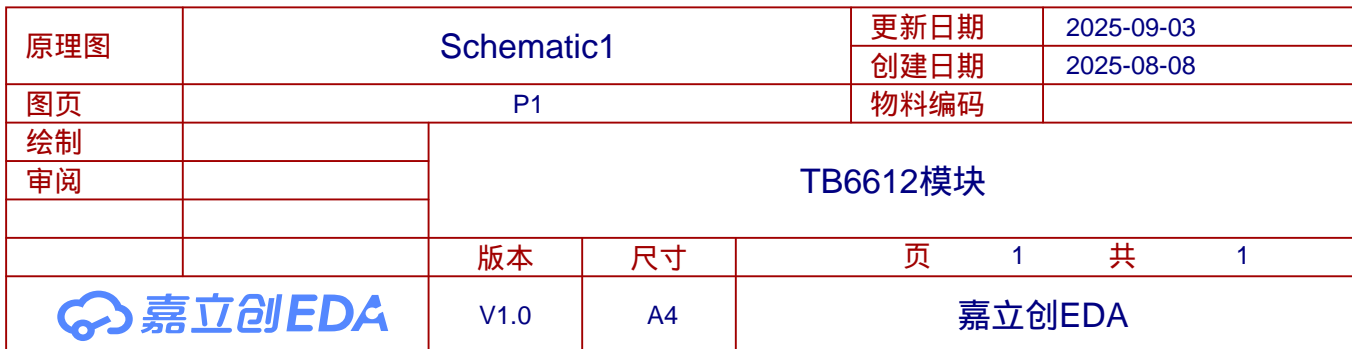 原理图 Schematic1 更新日期 2025-09-03
创建日期 2025-08-08
图页 P1 物料编码
绘制
审阅
TB6612模块
版本 尺寸 页 1 共 1
嘉立创EDA V1.0 A4 嘉立创EDA